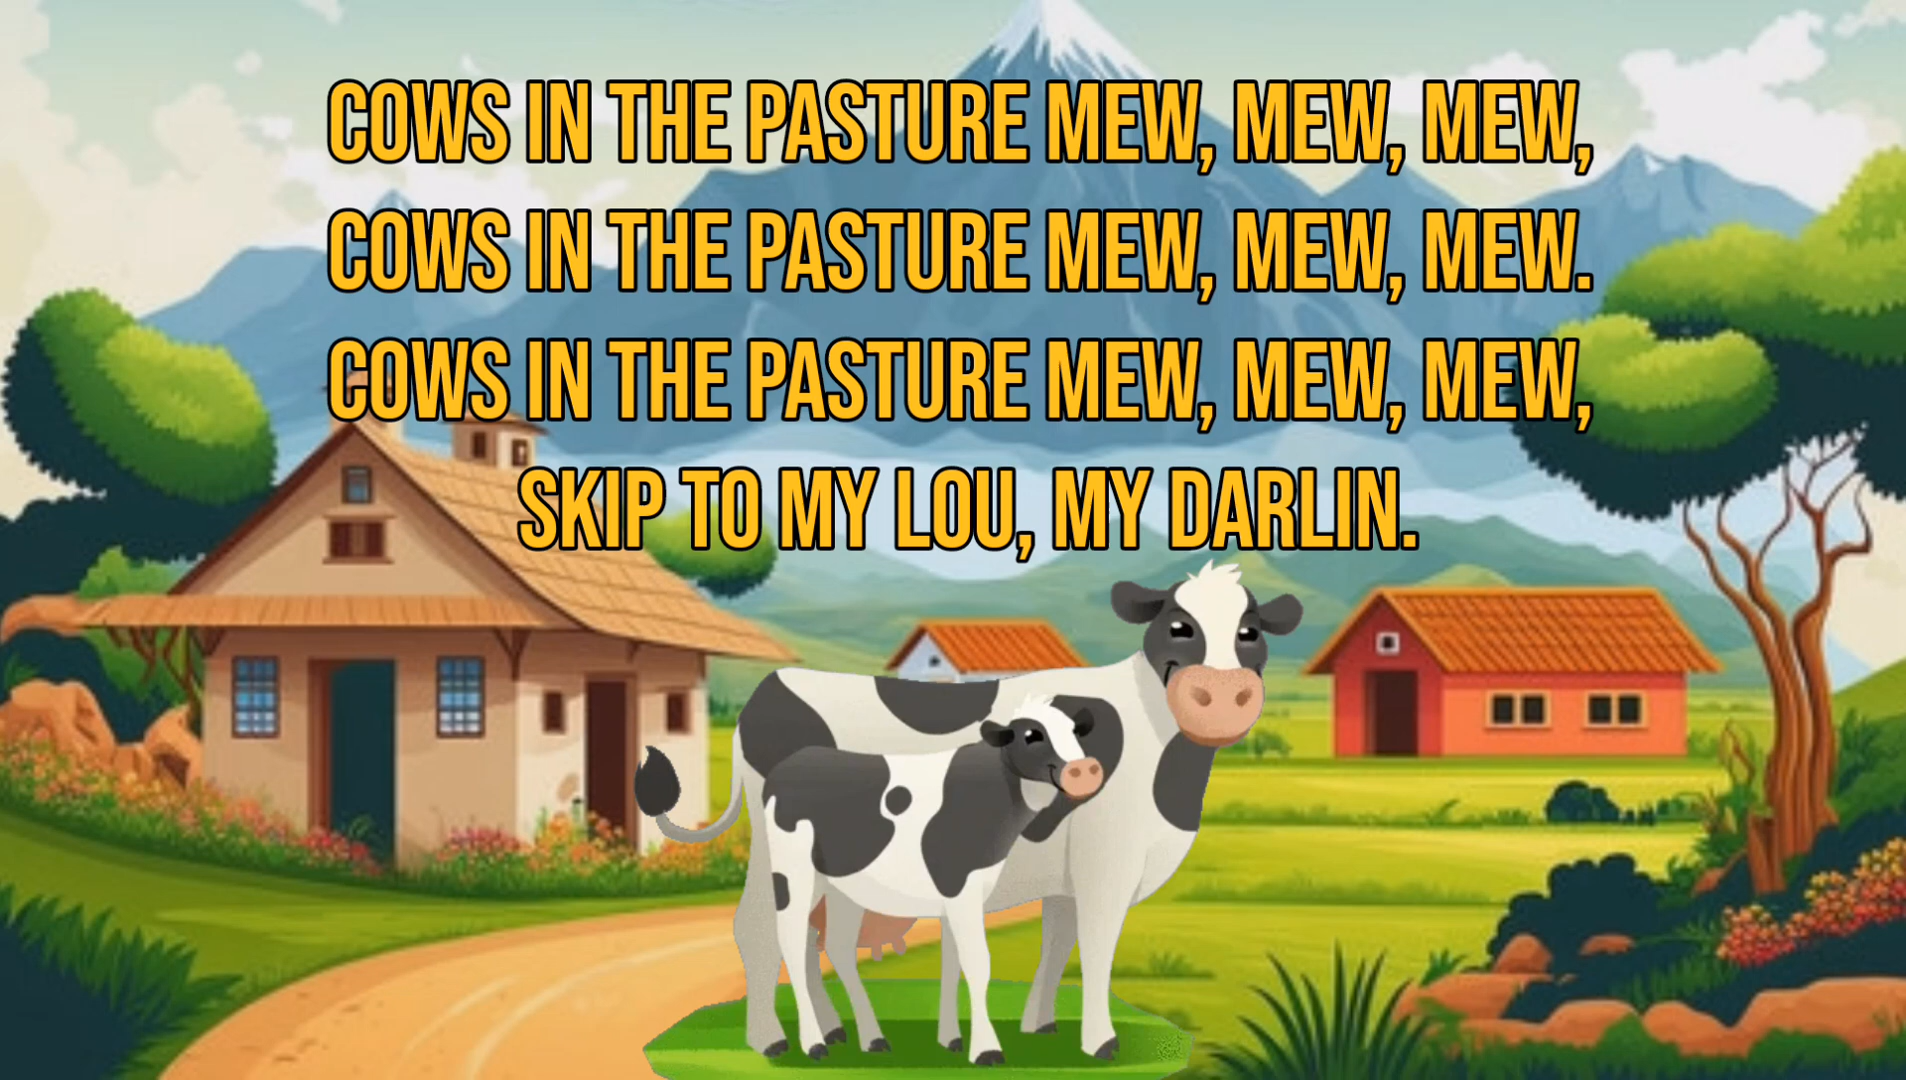 COWS IN THE PASTURE MEW, MEW, MEW,
COWS IN THE PASTURE MEW, MEW, MEW.
COWS IN THE PASTURE MEW, MEW, MEW,
SKIP TO MY LOU, MY DARLIN.